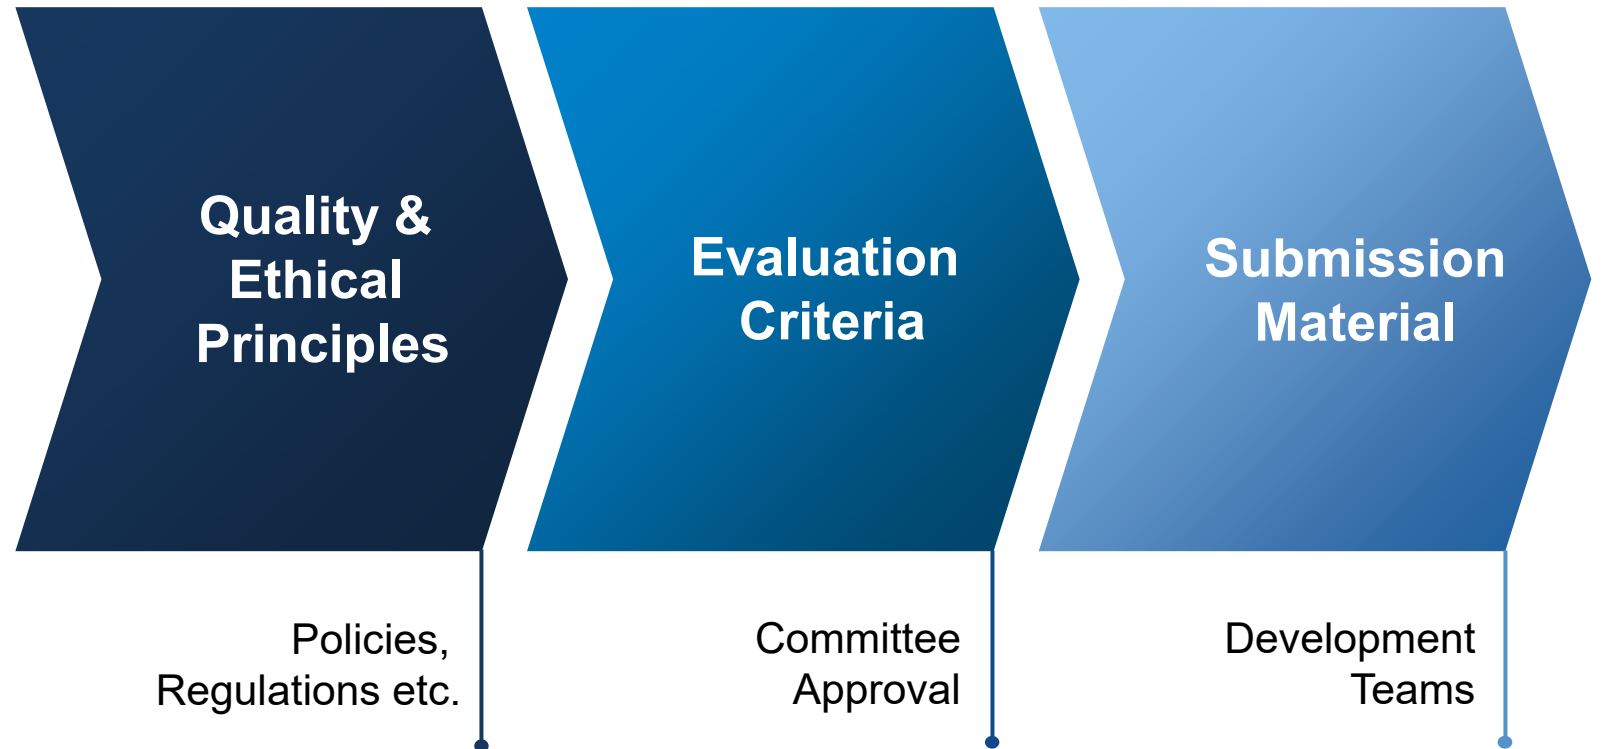 Quality &
Ethical
Principles
Evaluation
Criteria
Submission
Material
Policies,
Regulations etc.
Committee
Approval
Development
Teams